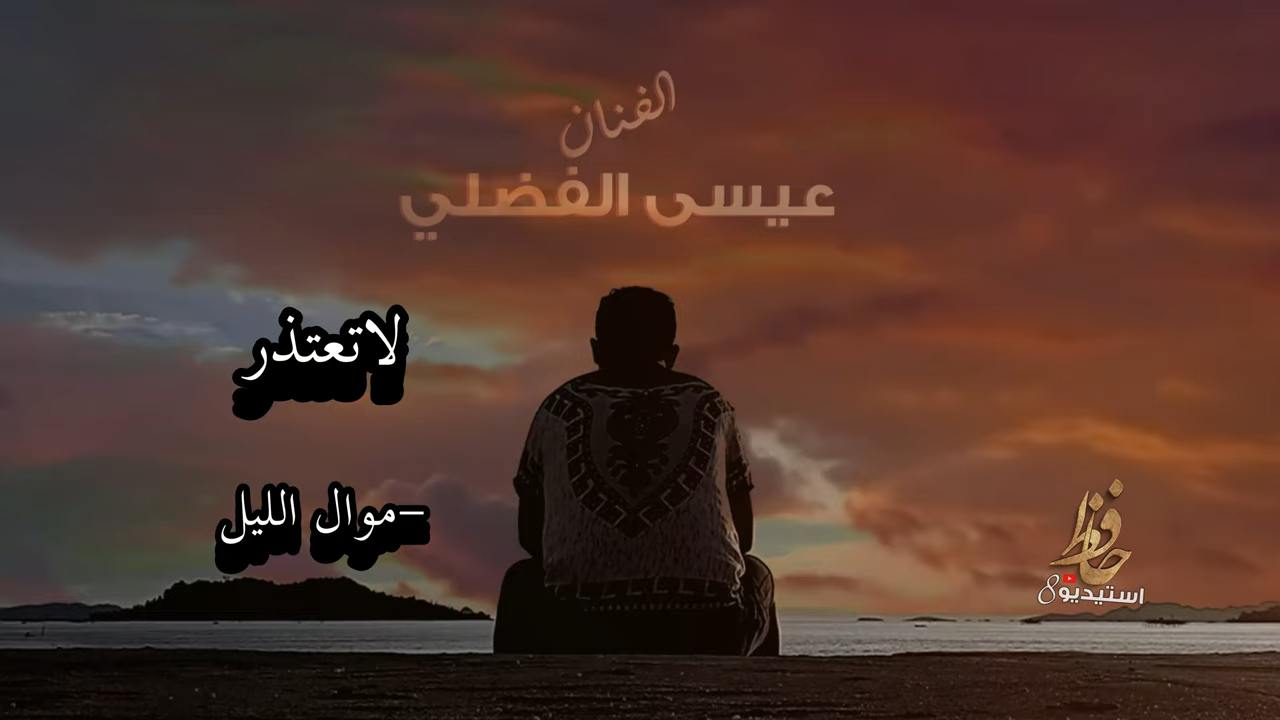 الفنان
عيسى الفضلي
لاتعتذر
-موال الليل
حافظ
استيديو8